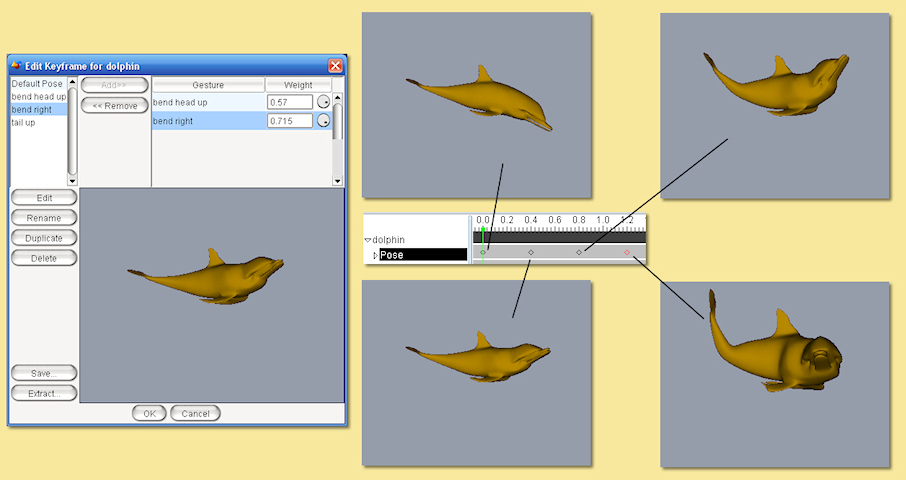 Edit Keyframe for dolphin
Default Pose
bend head up
bend right
tail up
Add>>
<< Remove
Gesture Weight
bend head up 0.57
bend right 0.715
Edit
Rename
Duplicate
Delete
Save...
Extract...
OK Cancel
0.0 0.2 0.4 0.6 0.8 1.0 1.2
dolphin
Pose